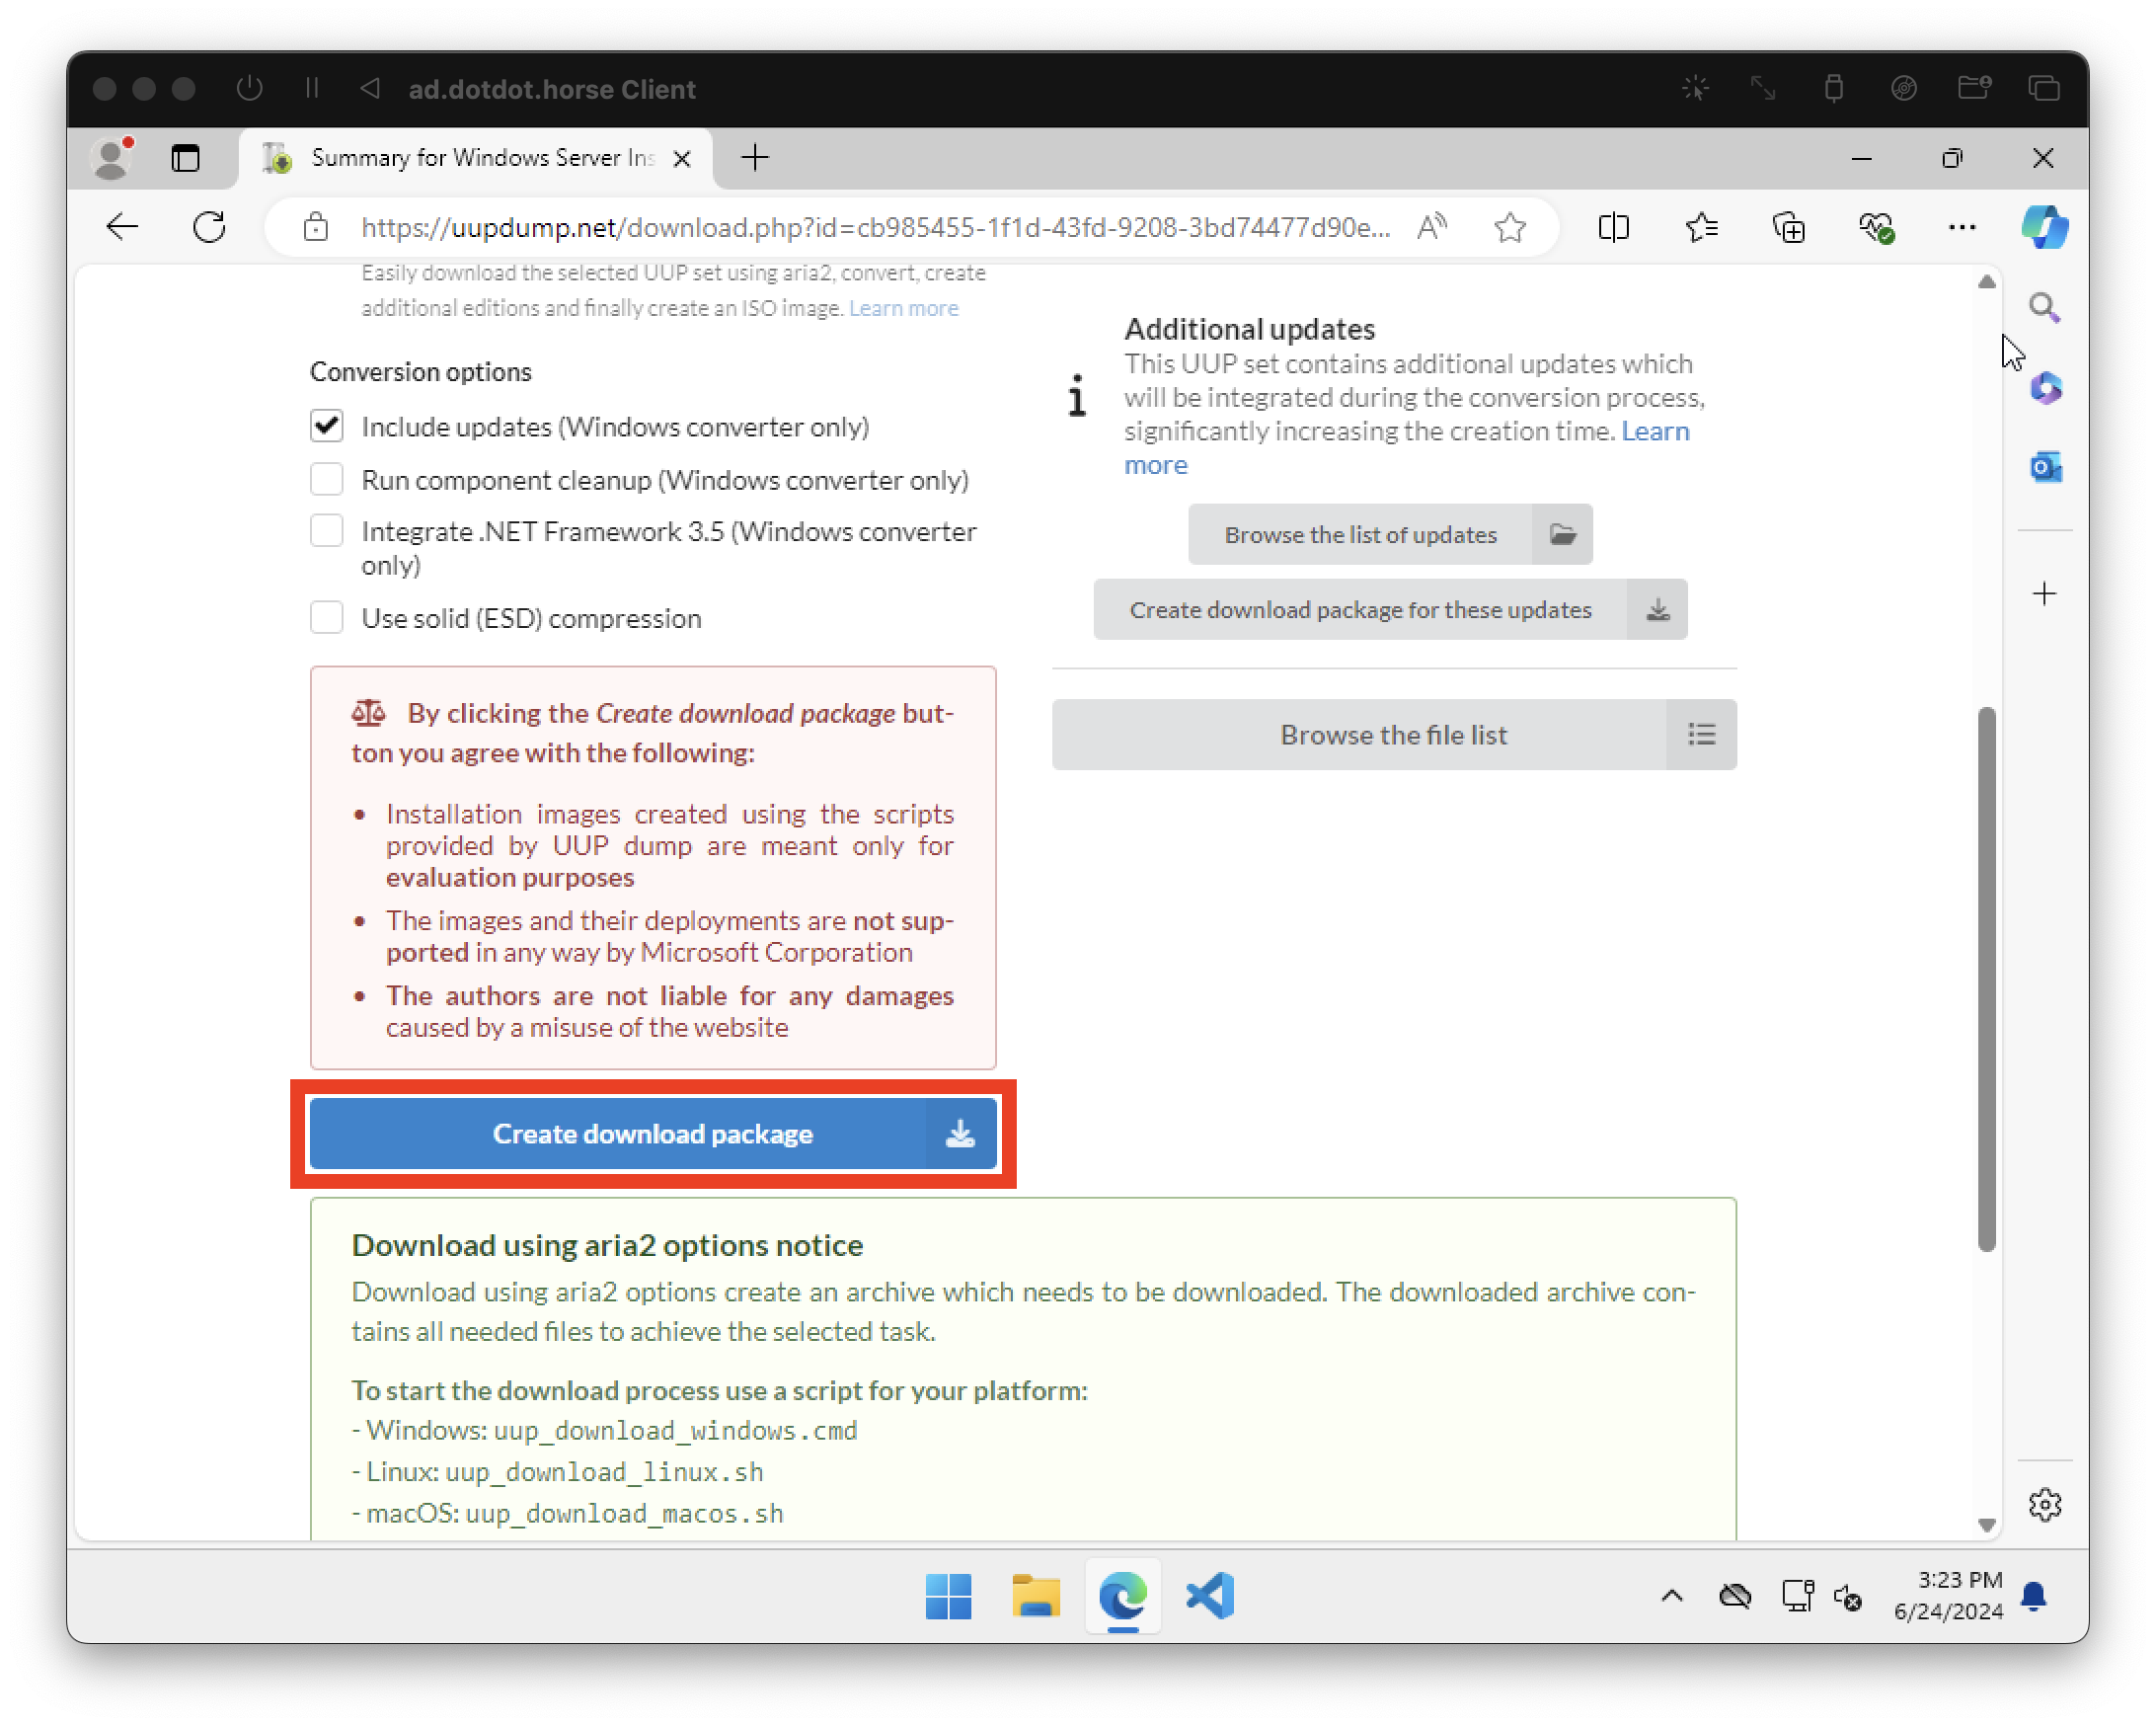 ad.dotdot.horse Client
Summary for Windows Server Ins
https://uupdump.net/download.php?id=cb985455-1f1d-43fd-9208-3bd74477d90e...
Easily download the selected UUP set using aria2, convert, create
additional editions and finally create an ISO image. Learn more
Conversion options
Include updates (Windows converter only)
Run component cleanup (Windows converter only)
Integrate .NET Framework 3.5 (Windows converter
only)
Use solid (ESD) compression
By clicking the Create download package but-
ton you agree with the following:
• Installation images created using the scripts
provided by UUP dump are meant only for
evaluation purposes
• The images and their deployments are not sup-
ported in any way by Microsoft Corporation
• The authors are not liable for any damages
caused by a misuse of the website
Create download package
Additional updates
This UUP set contains additional updates which
will be integrated during the conversion process,
significantly increasing the creation time. Learn
more
Browse the list of updates
Create download package for these updates
Browse the file list
Download using aria2 options notice
Download using aria2 options create an archive which needs to be downloaded. The downloaded archive con-
tains all needed files to achieve the selected task.
To start the download process use a script for your platform:
- Windows: uup_download_windows.cmd
- Linux: uup_download_linux.sh
- macOS: uup_download_macos.sh
3:23 PM
6/24/2024